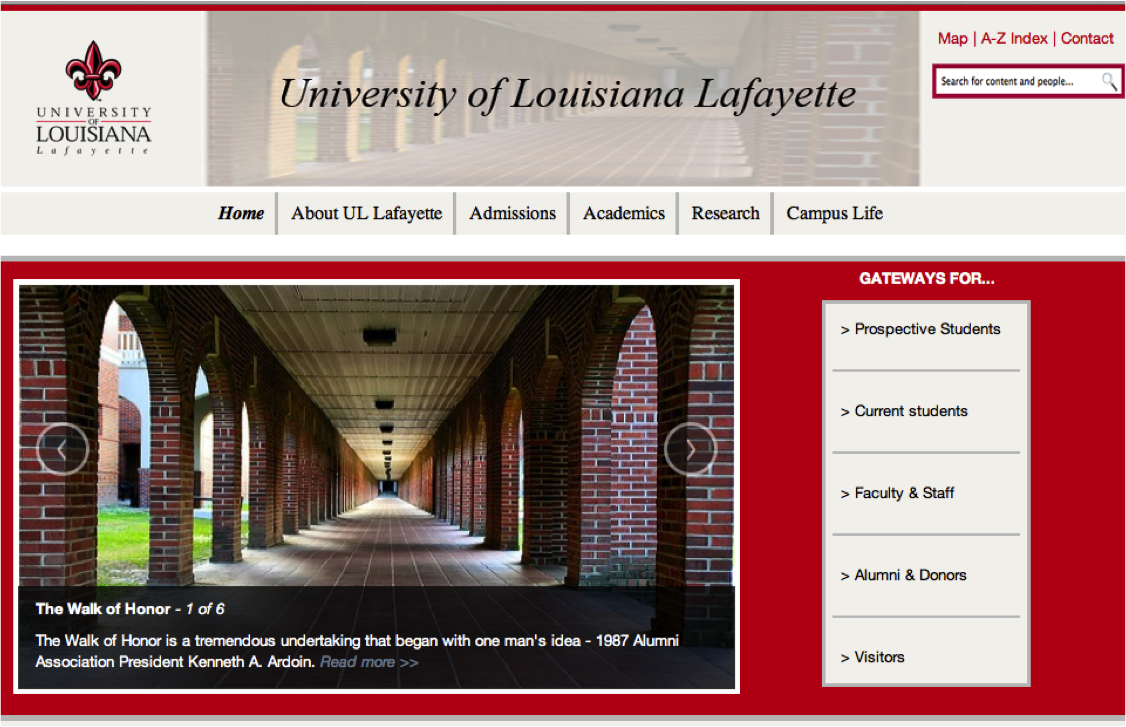 Map | A-Z Index | Contact
UNIVERSITY
OF
LOUISIANA
Lafayette
University of Louisiana Lafayette
Search for content and people...
Home
About UL Lafayette
Admissions
Academics
Research
Campus Life
GATEWAYS FOR...
> Prospective Students
> Current students
> Faculty & Staff
> Alumni & Donors
> Visitors
The Walk of Honor - 1 of 6
The Walk of Honor is a tremendous undertaking that began with one man's idea - 1987 Alumni
Association President Kenneth A. Ardoin. Read more >>